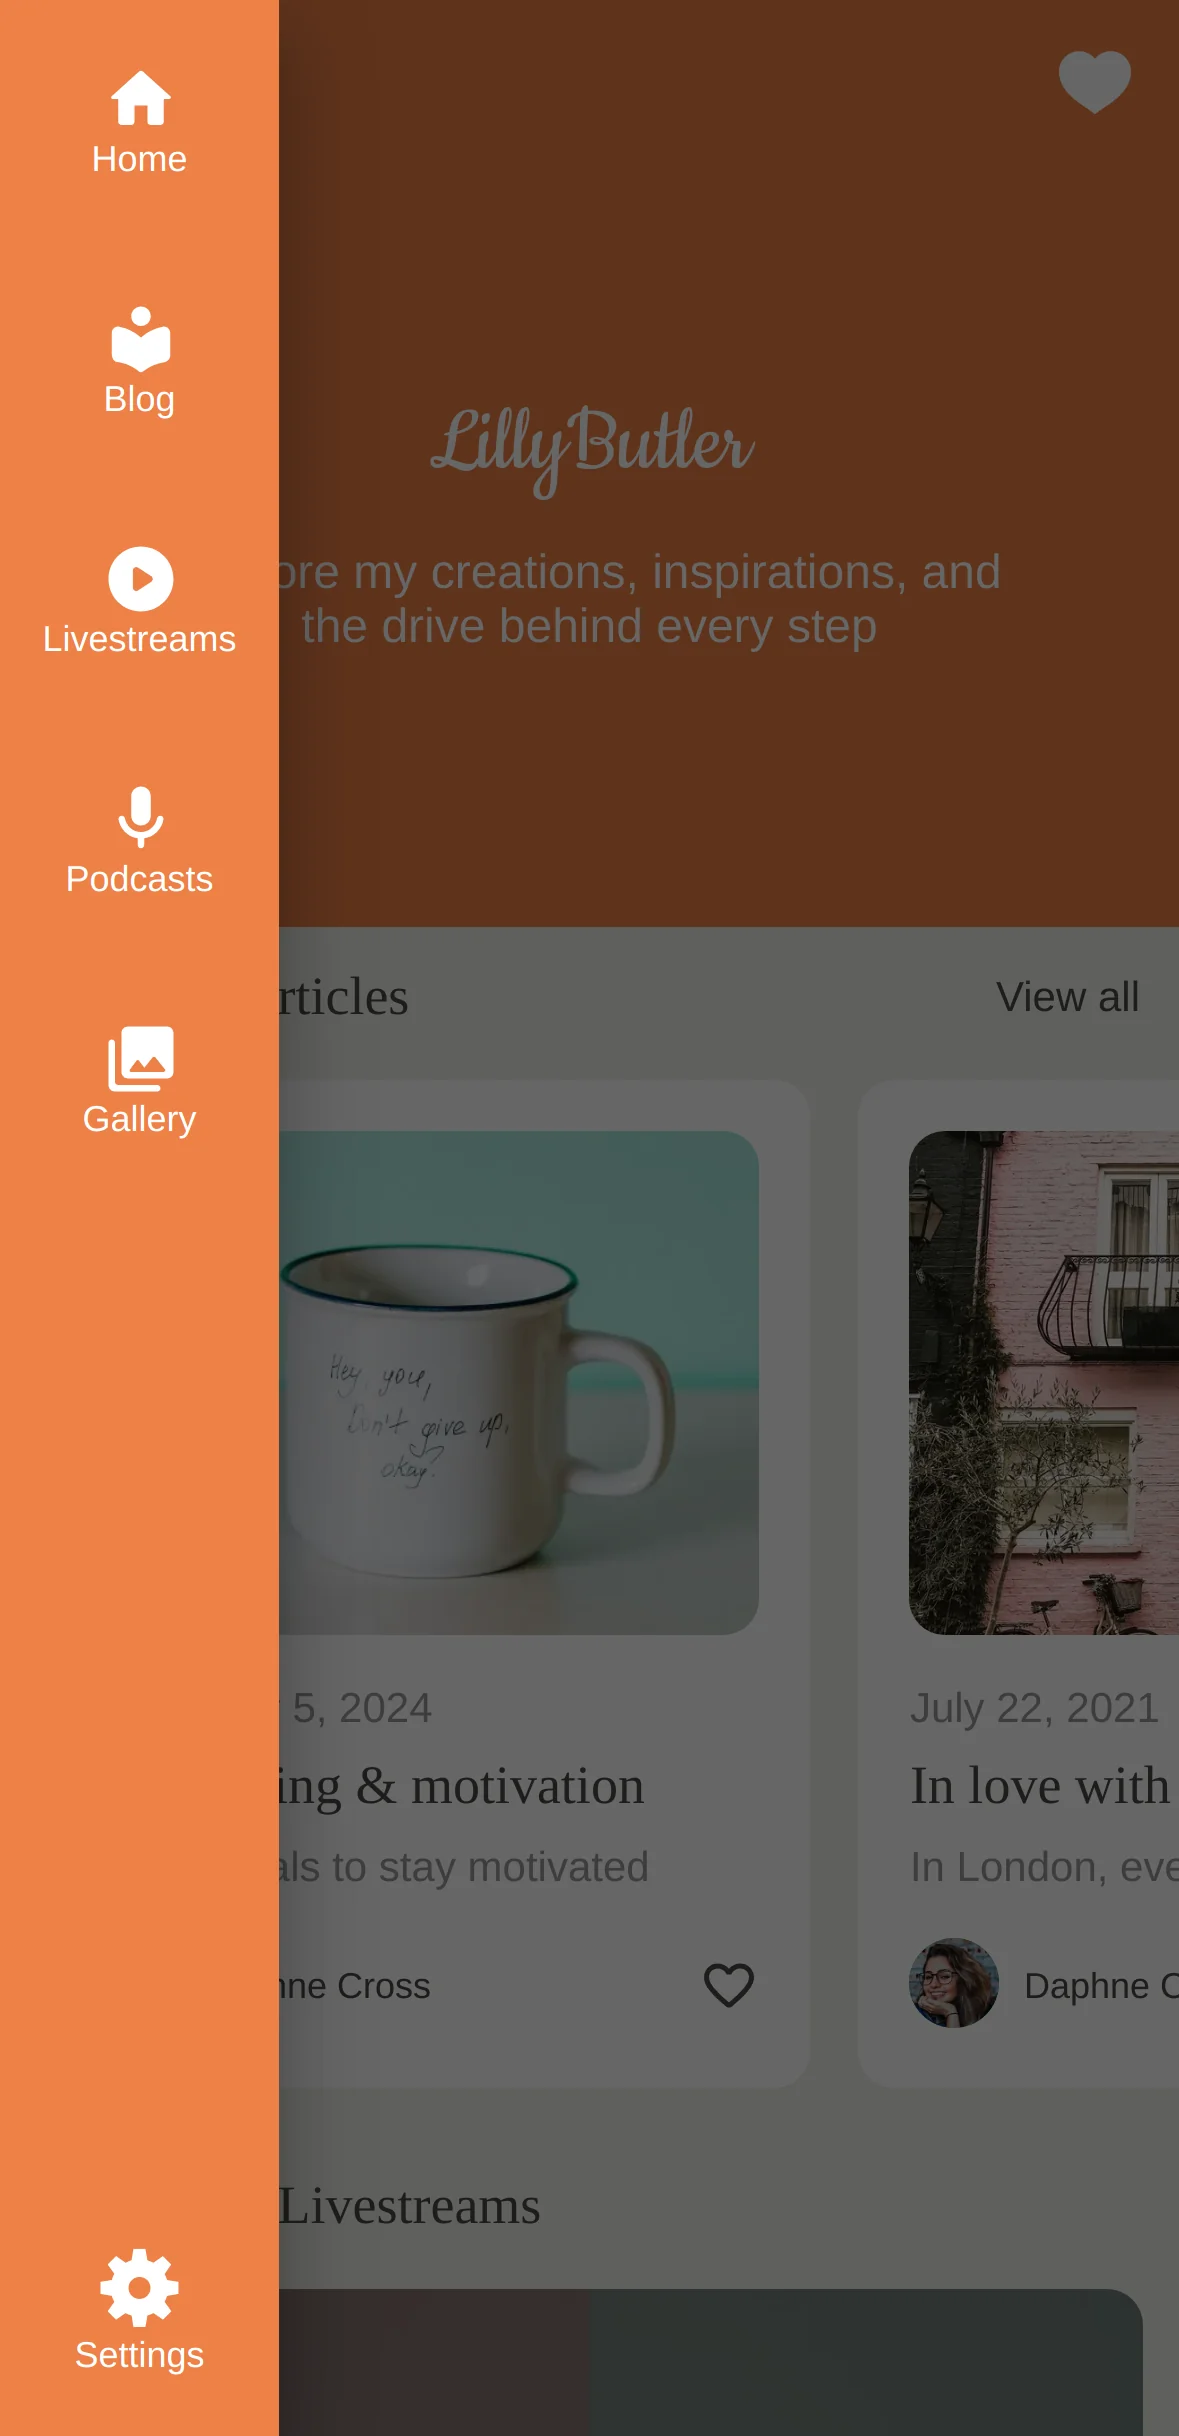 Home
Blog
Livestreams
Podcasts
Gallery
Settings
LillyButler
ore my creations, inspirations, and
the drive behind every step
rticles
View all
Hey, you,
Don't give up,
okay?
5, 2024
ing & motivation
als to stay motivated
nne Cross
July 22, 2021
In love with
In London, eve
Daphne C
Livestreams